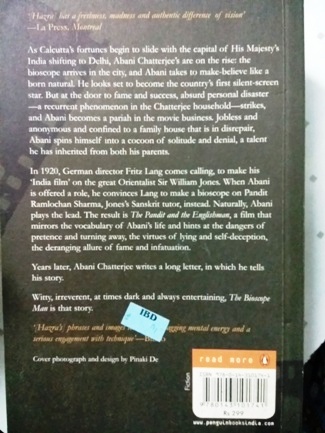 'Hazra has a freshness, madness and authentic difference of vision'
—La Press, Montreal
As Calcutta's fortunes begin to slide with the capital of His Majesty's
India shifting to Delhi, Abani Chatterjee's are on the rise: the
bioscope arrives in the city, and Abani takes to make-believe like a
born natural. He looks set to become the country's first silent-screen
star. But at the door to fame and success, absurd personal disaster
—a recurrent phenomenon in the Chatterjee household—strikes,
and Abani becomes a pariah in the movie business. Jobless and
anonymous and confined to a family house that is in disrepair,
Abani spins himself into a cocoon of solitude and denial, a talent
he has inherited from both his parents.
In 1920, German director Fritz Lang comes calling, to make his
'India film' on the great Orientalist Sir William Jones. When Abani
is offered a role, he convinces Lang to make a bioscope on Pandit
Ramlochan Sharma, Jones's Sanskrit tutor, instead. Naturally, Abani
plays the lead. The result is The Pandit and the Englishman, a film that
mirrors the vocabulary of Abani's life and hints at the dangers of
pretence and turning away, the virtues of lying and self-deception,
the deranging allure of fame and infatuation.
Years later, Abani Chatterjee writes a long letter, in which he tells
his story.
Witty, irreverent, at times dark and always entertaining, The Bioscope
Man is that story.
IBD
'[Hazra's] phrases and images mental energy and a
serious engagement with technique'—
Cover photograph and design by Pinaki De
read more
Fiction
Rs 299
www.penguinbooksindia.com